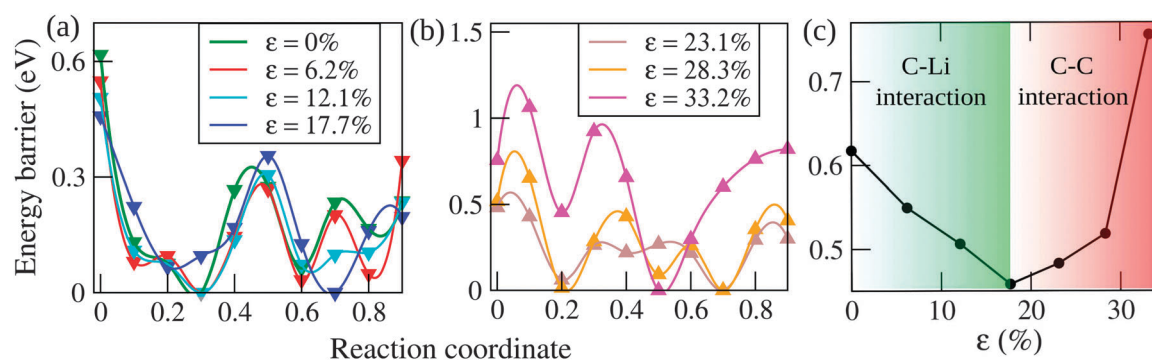 (a)
Energy barrier (eV)
0.6
0.3
0
ε = 0%
ε = 6.2%
ε = 12.1%
ε = 17.7%
0 0.2 0.4 0.6 0.8
(b)
1.5
1
0.5
0
ε = 23.1%
ε = 28.3%
ε = 33.2%
0 0.2 0.4 0.6 0.8
Reaction coordinate
(c)
0.7
0.6
0.5
C-Li
interaction
C-C
interaction
0 10 20 30
ε (%)